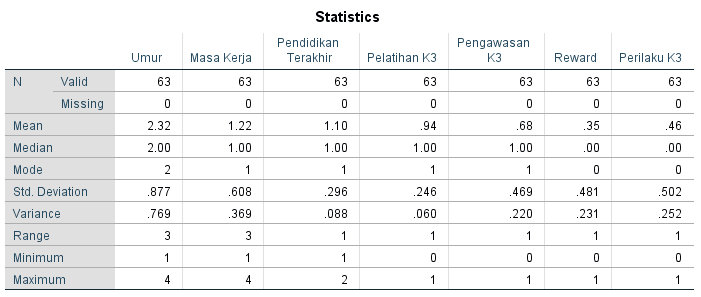 Statistics
Umur Masa Kerja Pendidikan Terakhir Pelatihan K3 Pengawasan K3 Reward Perilaku K3
N Valid 63 63 63 63 63 63 63
Missing 0 0 0 0 0 0 0
Mean 2.32 1.22 1.10 .94 .68 .35 .46
Median 2.00 1.00 1.00 1.00 1.00 .00 .00
Mode 2 1 1 1 1 0 0
Std. Deviation .877 .608 .296 .246 .469 .481 .502
Variance .769 .369 .088 .060 .220 .231 .252
Range 3 3 1 1 1 1 1
Minimum 1 1 1 0 0 0 0
Maximum 4 4 2 1 1 1 1